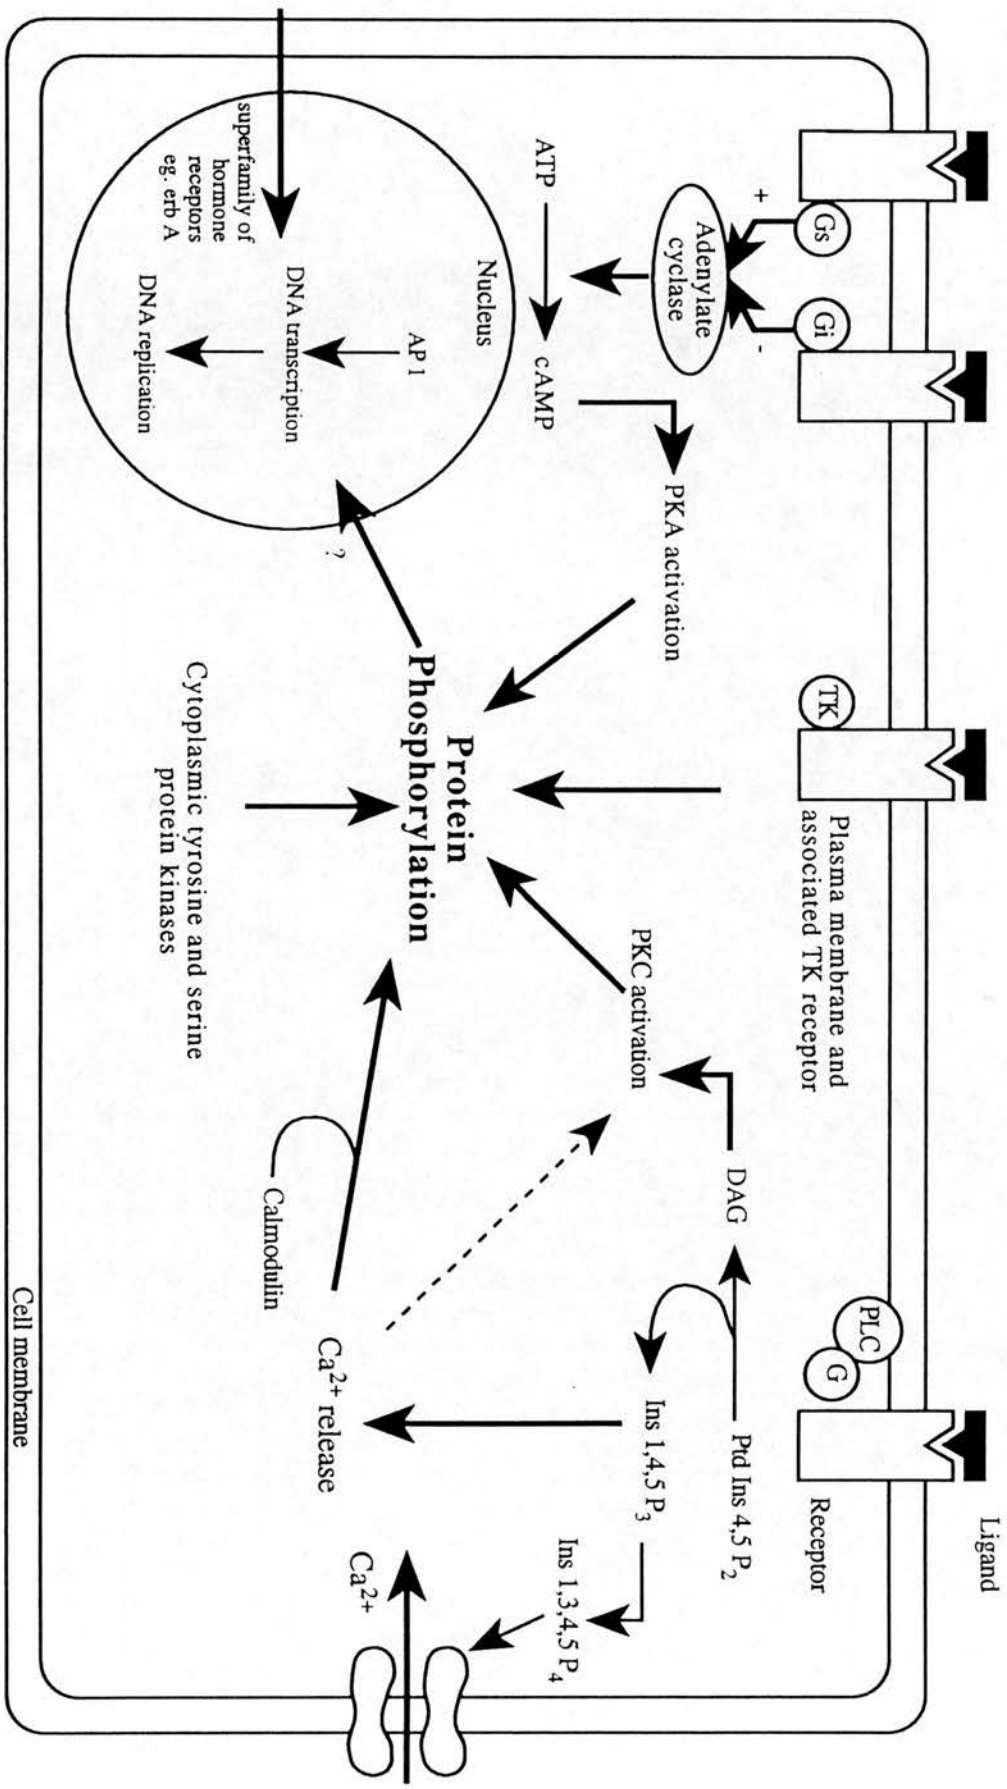 Ligand
Receptor
Plasma membrane and
associated TK receptor
Gs
Gi
TK
PLC
G
+
-
Adenylate
cyclase
ATP
cAMP
PKA activation
DAG
Ptd Ins 4,5 P₂
PKC activation
Ins 1,4,5 P₃
Ins 1,3,4,5 P₄
Nucleus
AP 1
DNA transcription
DNA replication
superfamily of
hormone
receptors
eg. erb A
?
Protein
Phosphorylation
Cytoplasmic tyrosine and serine
protein kinases
Calmodulin
Ca²⁺ release
Ca²⁺
Cell membrane